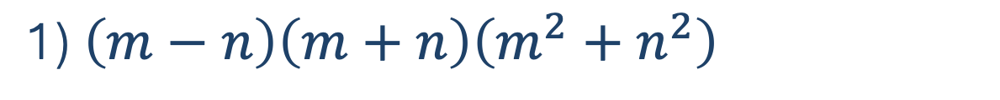 1) (m − n)(m + n)(m² + n²)